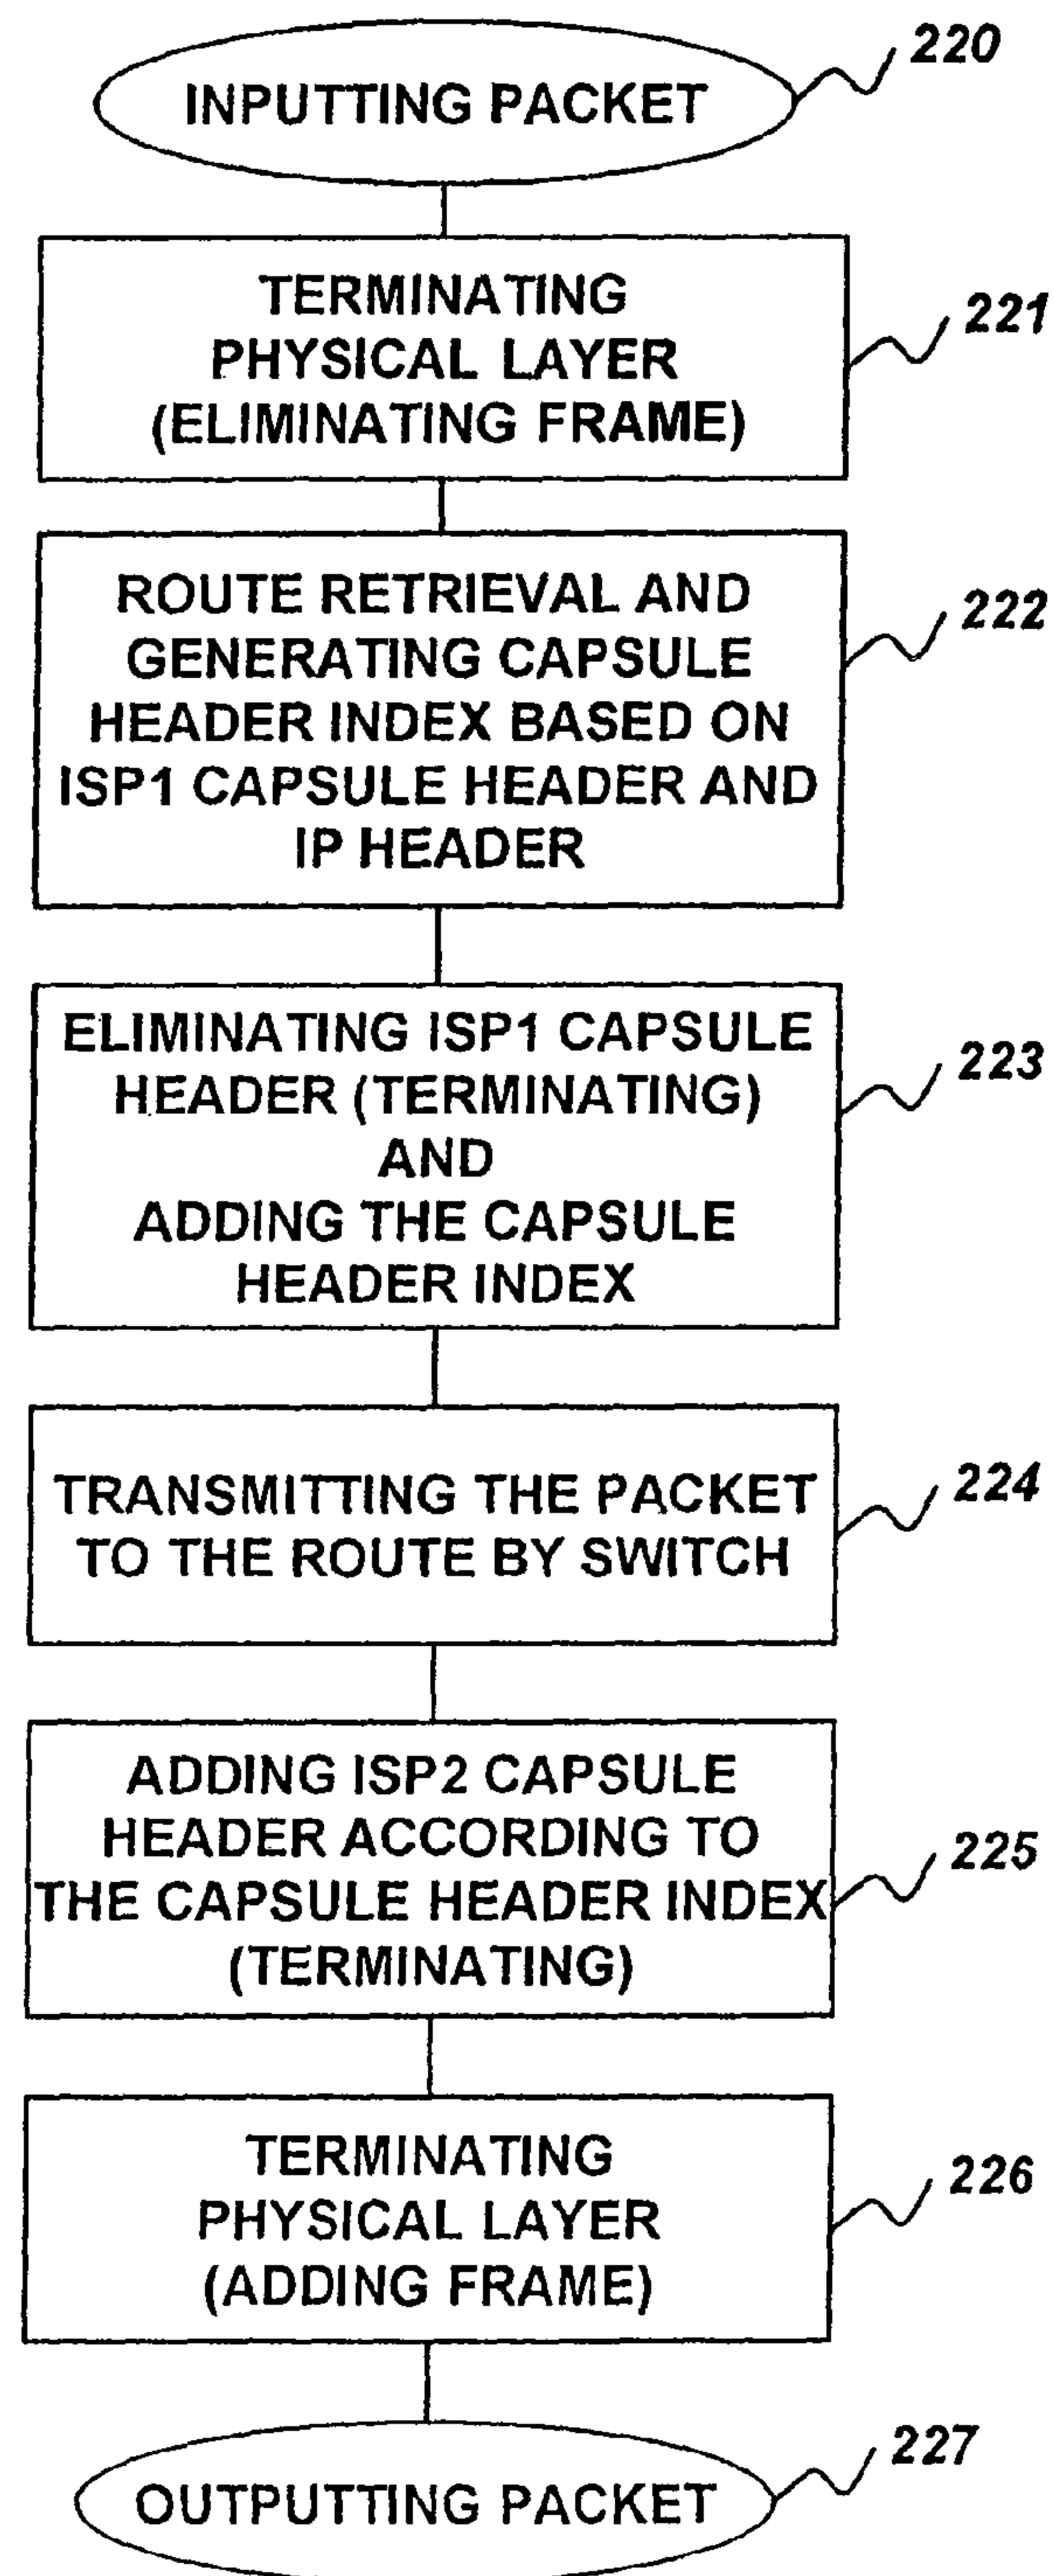 INPUTTING PACKET
220
TERMINATING
PHYSICAL LAYER
(ELIMINATING FRAME)
221
ROUTE RETRIEVAL AND
GENERATING CAPSULE
HEADER INDEX BASED ON
ISP1 CAPSULE HEADER AND
IP HEADER
222
ELIMINATING ISP1 CAPSULE
HEADER (TERMINATING)
AND
ADDING THE CAPSULE
HEADER INDEX
223
TRANSMITTING THE PACKET
TO THE ROUTE BY SWITCH
224
ADDING ISP2 CAPSULE
HEADER ACCORDING TO
THE CAPSULE HEADER INDEX
(TERMINATING)
225
TERMINATING
PHYSICAL LAYER
(ADDING FRAME)
226
OUTPUTTING PACKET
227